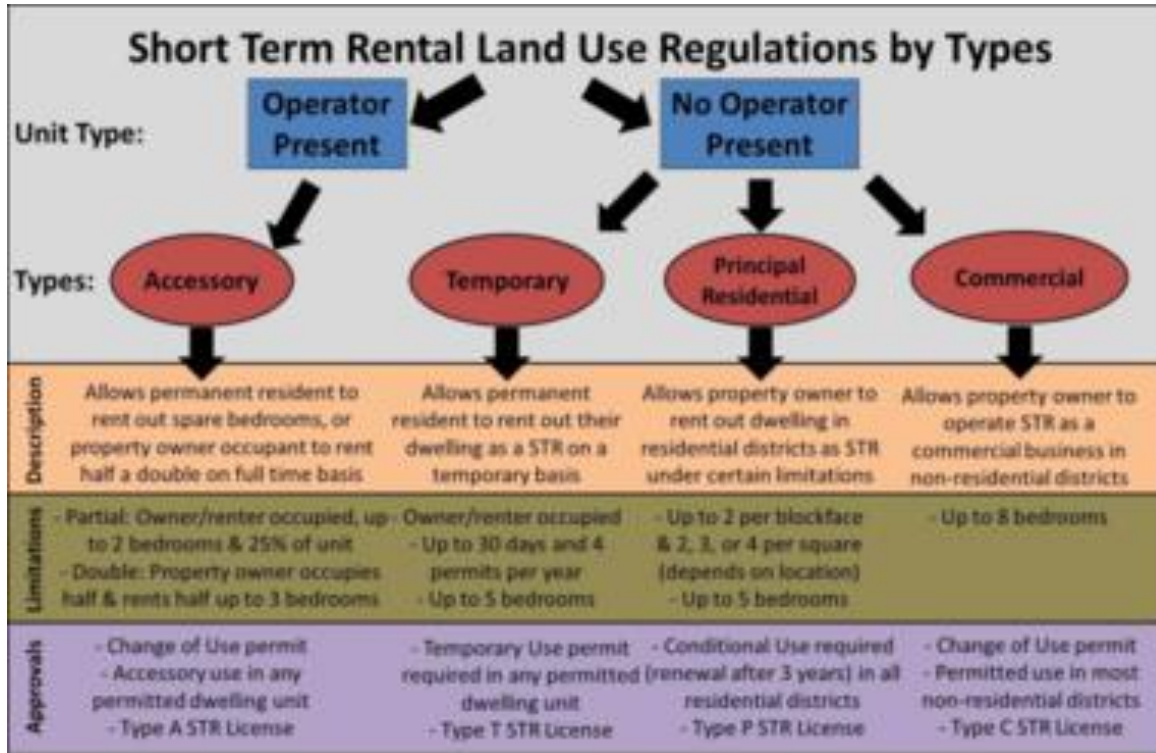 Short Term Rental Land Use Regulations by Types
Unit Type:
Operator
Present
No Operator
Present
Types:
Accessory
Temporary
Principal
Residential
Commercial
Description
Allows permanent resident to
rent out spare bedrooms, or
property owner occupant to rent
half a double on full time basis
Allows permanent
resident to rent out their
dwelling as a STR on a
temporary basis
Allows property owner to
rent out dwelling in
residential districts as STR
under certain limitations
Allows property owner to
operate STR as a
commercial business in
non-residential districts
Limitations
- Partial: Owner/renter occupied, up
to 2 bedrooms & 25% of unit
- Double: Property owner occupies
half & rents half up to 3 bedrooms
- Owner/renter occupied
- Up to 30 days and 4
permits per year
- Up to 5 bedrooms
- Up to 2 per blockface
& 2, 3, or 4 per square
(depends on location)
- Up to 5 bedrooms
- Up to 8 bedrooms
Approvals
- Change of Use permit
- Accessory use in any
permitted dwelling unit
- Type A STR License
- Temporary Use permit
required in any permitted
dwelling unit
- Type T STR License
- Conditional Use required
(renewal after 3 years) in all
residential districts
- Type P STR License
- Change of Use permit
- Permitted use in most
non-residential districts
- Type C STR License